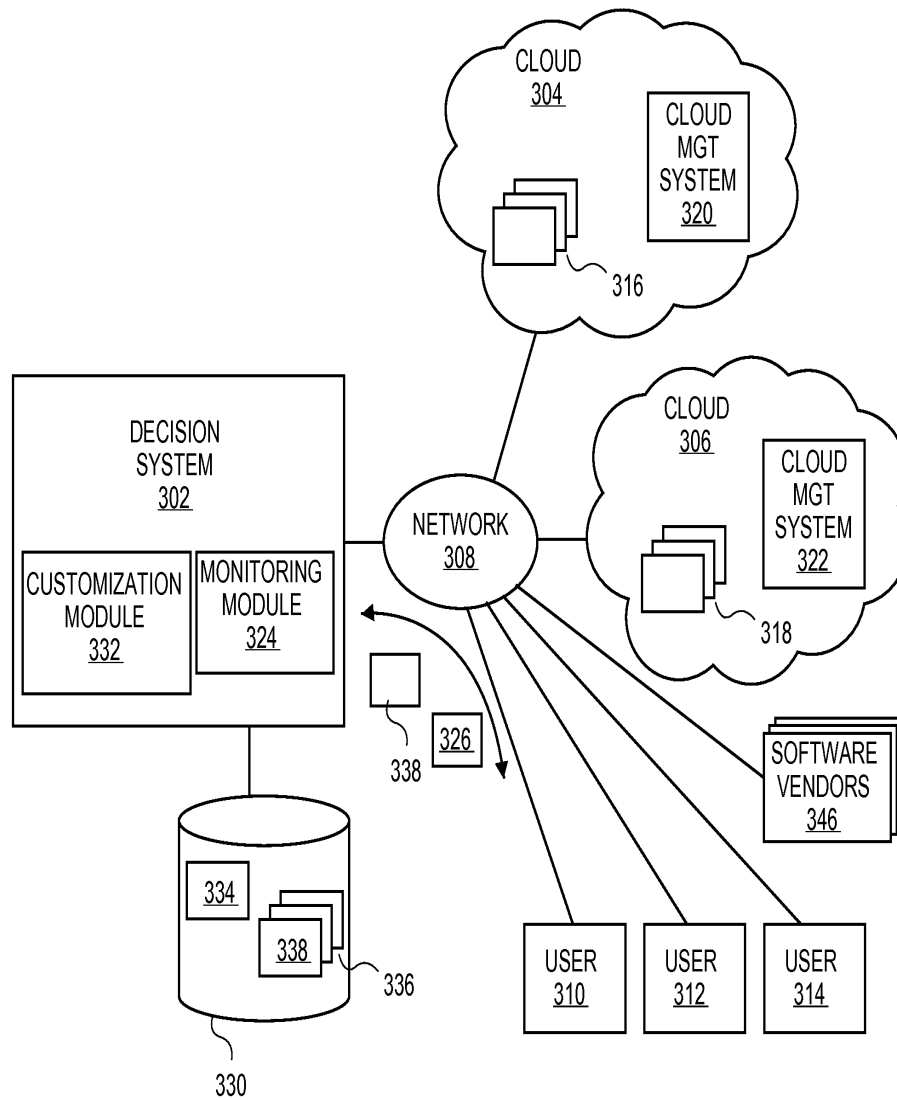 CLOUD
304
CLOUD
MGT
SYSTEM
320
316
DECISION
SYSTEM
302
CUSTOMIZATION
MODULE
332
MONITORING
MODULE
324
NETWORK
308
CLOUD
306
CLOUD
MGT
SYSTEM
322
318
338
326
SOFTWARE
VENDORS
346
334
338
336
330
USER
310
USER
312
USER
314